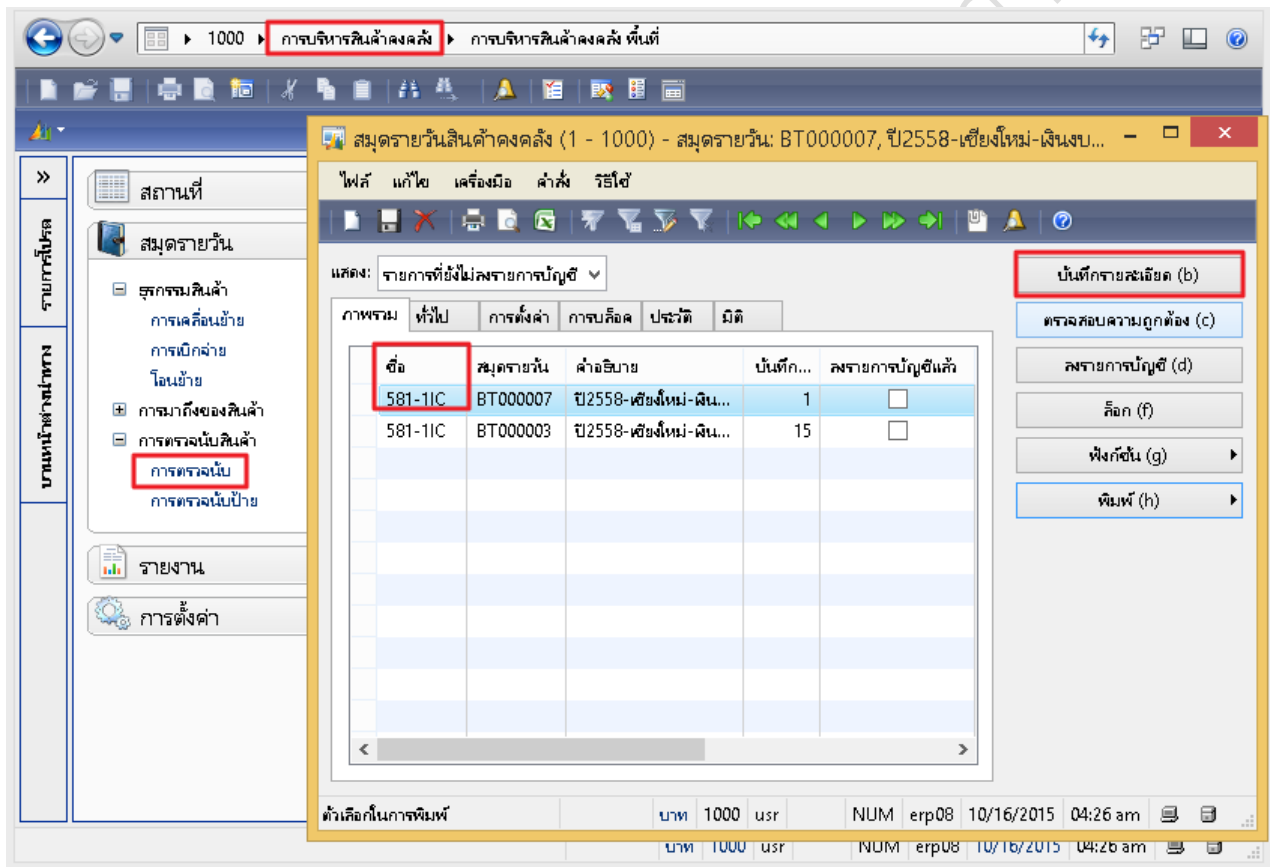 1000 การบริหารสินค้าคงคลัง การบริหารสินค้าคงคลัง พื้นที่
สมุดรายวันสินค้าคงคลัง (1 - 1000) - สมุดรายวัน: BT000007, ปี2558-เชียงใหม่-เงินงบ...
ไฟล์ แก้ไข เครื่องมือ คำสั่ง วิธีใช้
แสดง: รายการที่ยังไม่ลงรายการบัญชี
ภาพรวม ทั่วไป การตั้งค่า การบล็อค ประวัติ มิติ
ชื่อ สมุดรายวัน คำอธิบาย บันทึก... ลงรายการบัญชีแล้ว
581-1IC BT000007 ปี2558-เชียงใหม่-เงิน... 1
581-1IC BT000003 ปี2558-เชียงใหม่-เงิน... 15
บันทึกรายละเอียด (b)
ตรวจสอบความถูกต้อง (c)
ลงรายการบัญชี (d)
ล็อก (f)
ฟังก์ชัน (g)
พิมพ์ (h)
รายการโปรด
บานหน้าต่างนำทาง
สถานที่
สมุดรายวัน
ธุรกรรมสินค้า
การเคลื่อนย้าย
การเบิกจ่าย
โอนย้าย
การมาถึงของสินค้า
การตรวจนับสินค้า
การตรวจนับ
การตรวจนับป้าย
รายงาน
การตั้งค่า
ตัวเลือกในการพิมพ์ บาท 1000 usr NUM erp08 10/16/2015 04:26 am
บาท 1000 usr NUM erp08 10/16/2015 04:26 am